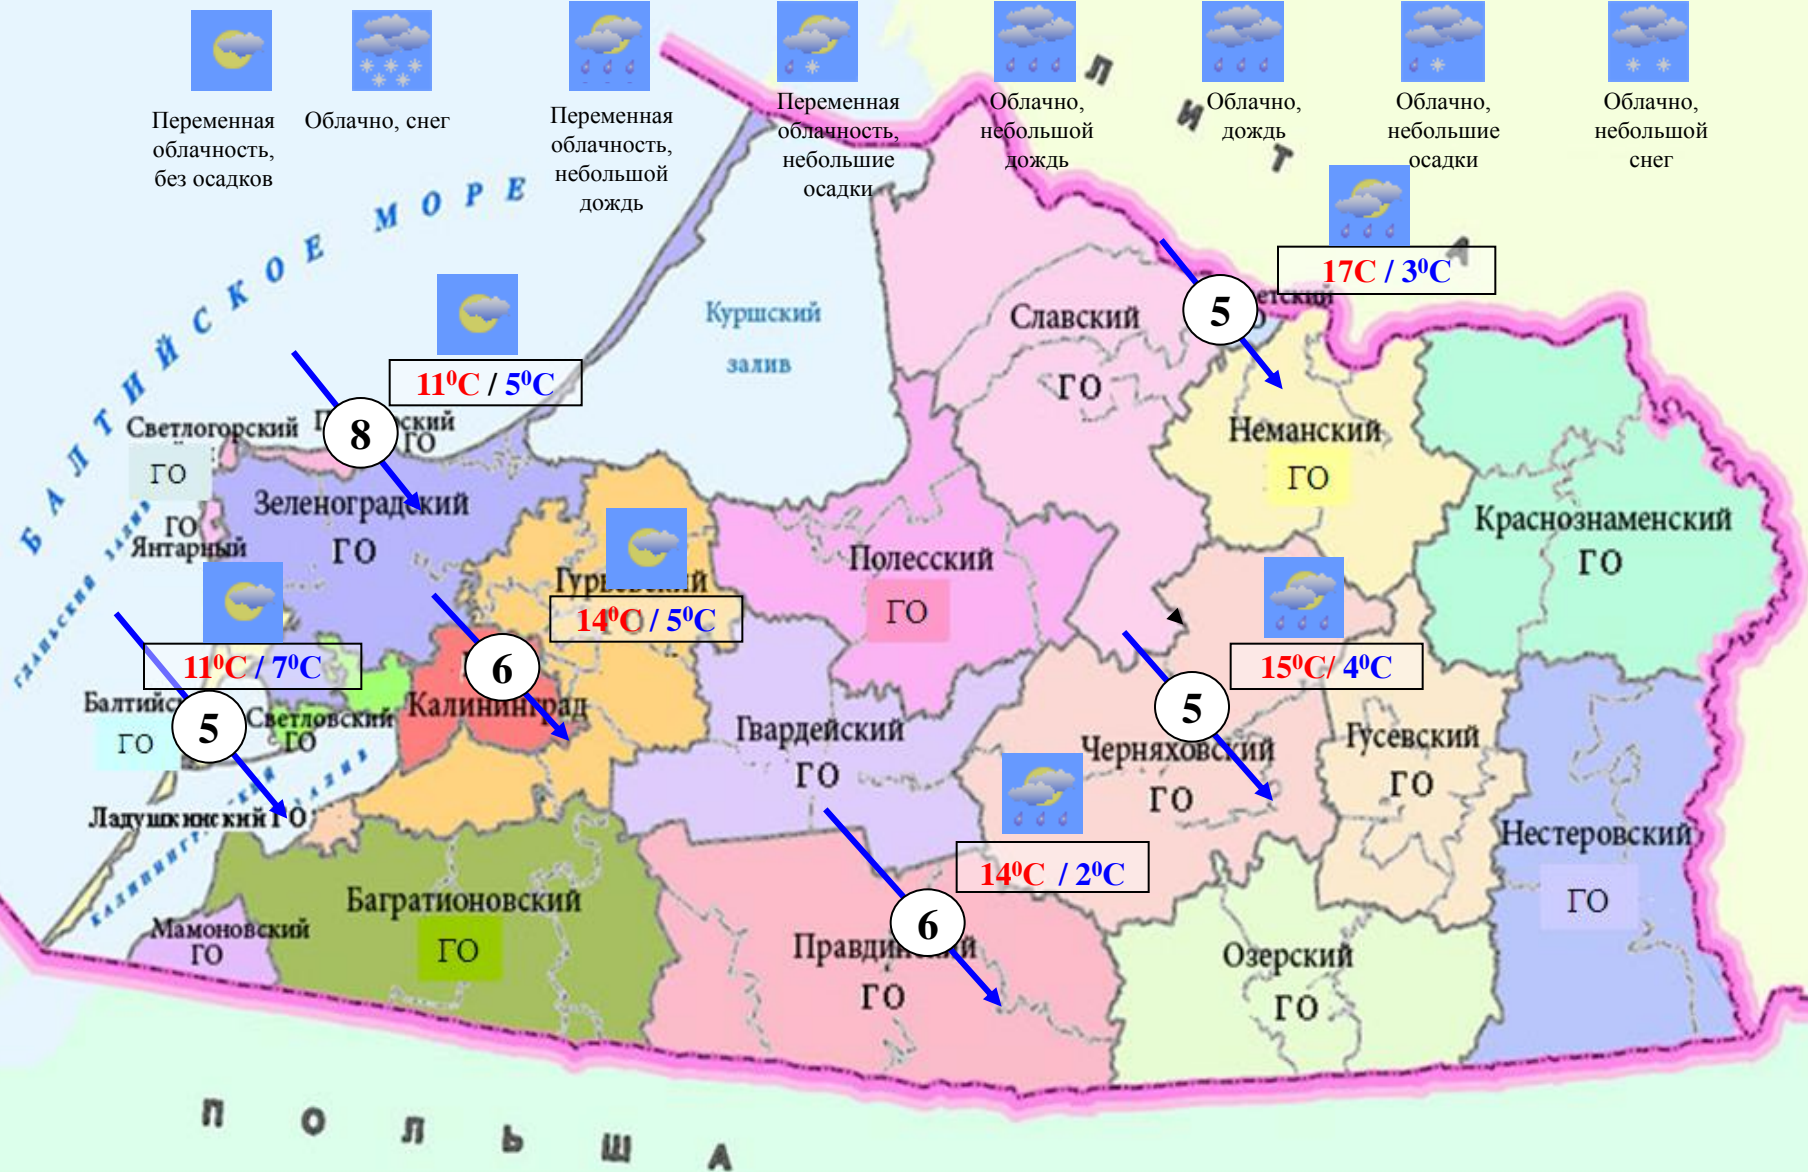 Переменная
облачность,
без осадков
Облачно, снег
Переменная
облачность,
небольшой
дождь
Переменная
облачность,
небольшие
осадки
Облачно,
небольшой
дождь
Облачно,
дождь
Облачно,
небольшие
осадки
Облачно,
небольшой
снег
ЛИТВА
БАЛТИЙСКОЕ МОРЕ
17С / 3⁰С
5
Куршский
залив
Славский
ГО
11⁰С / 5⁰С
8
Светлогорский
ГО
ГО
Неманский
ГО
Зеленоградский
ГО
ГО
Янтарный
Краснознаменский
ГО
Полесский
ГО
14⁰С / 5⁰С
15⁰С/ 4⁰С
11⁰С / 7⁰С
6
5
5
Калининград
ГО
Светловский
ГО
Гвардейский
ГО
Черняховский
ГО
Гусевский
ГО
Ладушкинский ГО
Нестеровский
ГО
14⁰С / 2⁰С
6
Багратионовский
ГО
Мамоновский
ГО
Правдинский
ГО
Озерский
ГО
ПОЛЬША